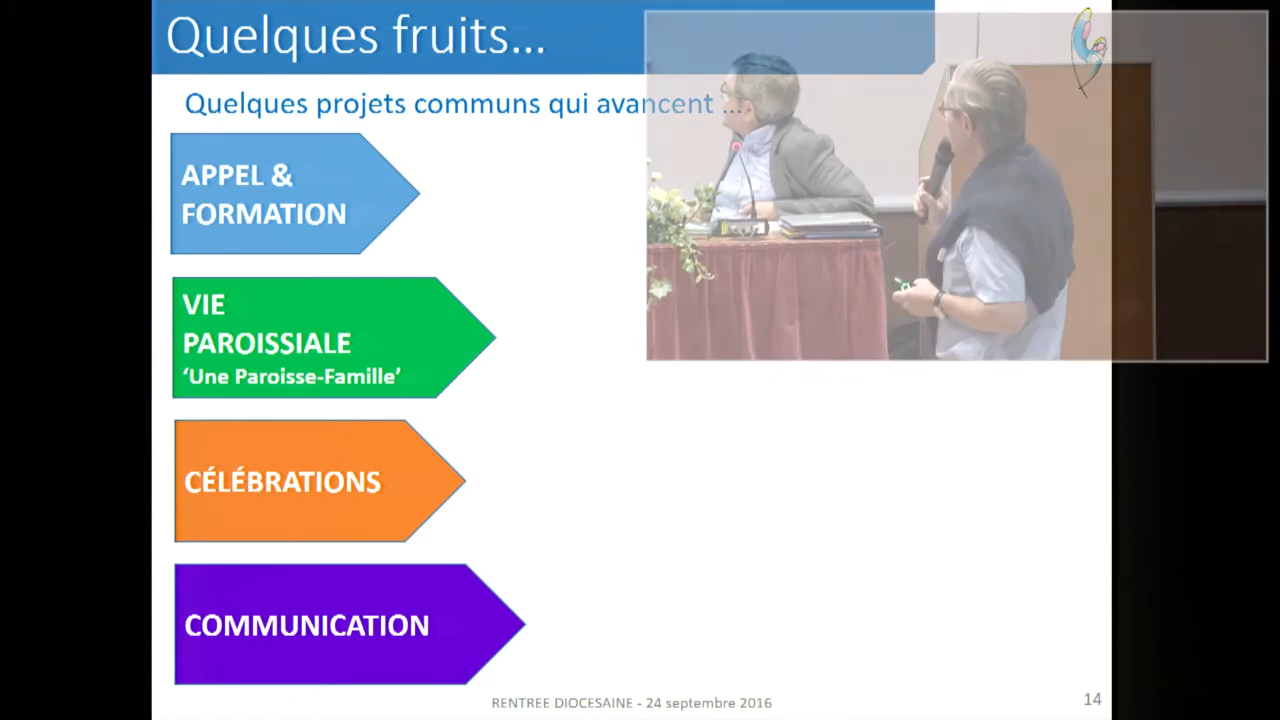 Quelques fruits...
Quelques projets communs qui avancent ...
APPEL &
FORMATION
VIE
PAROISSIALE
‘Une Paroisse-Famille’
CÉLÉBRATIONS
COMMUNICATION
RENTREE DIOCESAINE - 24 septembre 2016
14